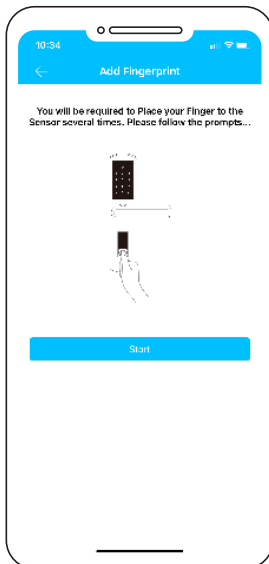 10:34
Add Fingerprint
You will be required to Place your Finger to the
Sensor several times. Please follow the prompts...
Start